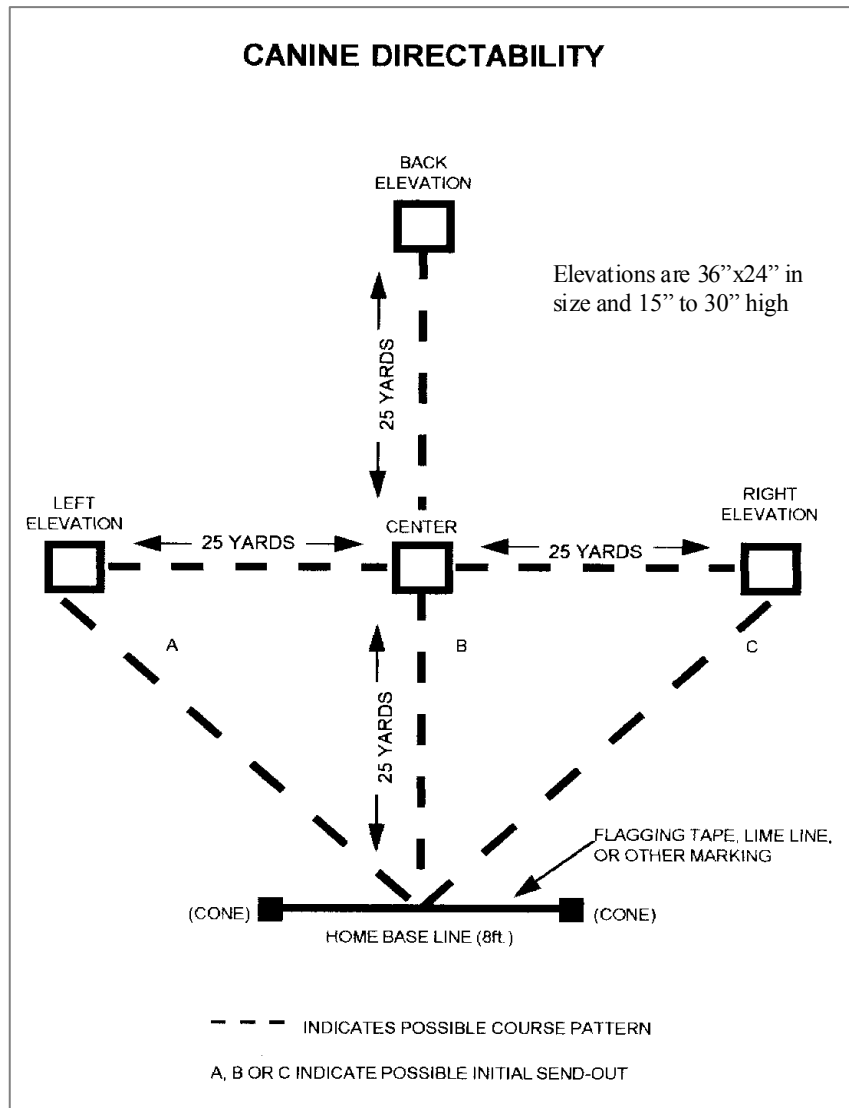 CANINE DIRECTABILITY
BACK
ELEVATION
Elevations are 36”x24” in
size and 15” to 30” high
25 YARDS
LEFT
ELEVATION
CENTER
RIGHT
ELEVATION
25 YARDS
25 YARDS
A
B
C
25 YARDS
FLAGGING TAPE, LIME LINE,
OR OTHER MARKING
(CONE)
(CONE)
HOME BASE LINE (8ft.)
INDICATES POSSIBLE COURSE PATTERN
A, B OR C INDICATE POSSIBLE INITIAL SEND-OUT